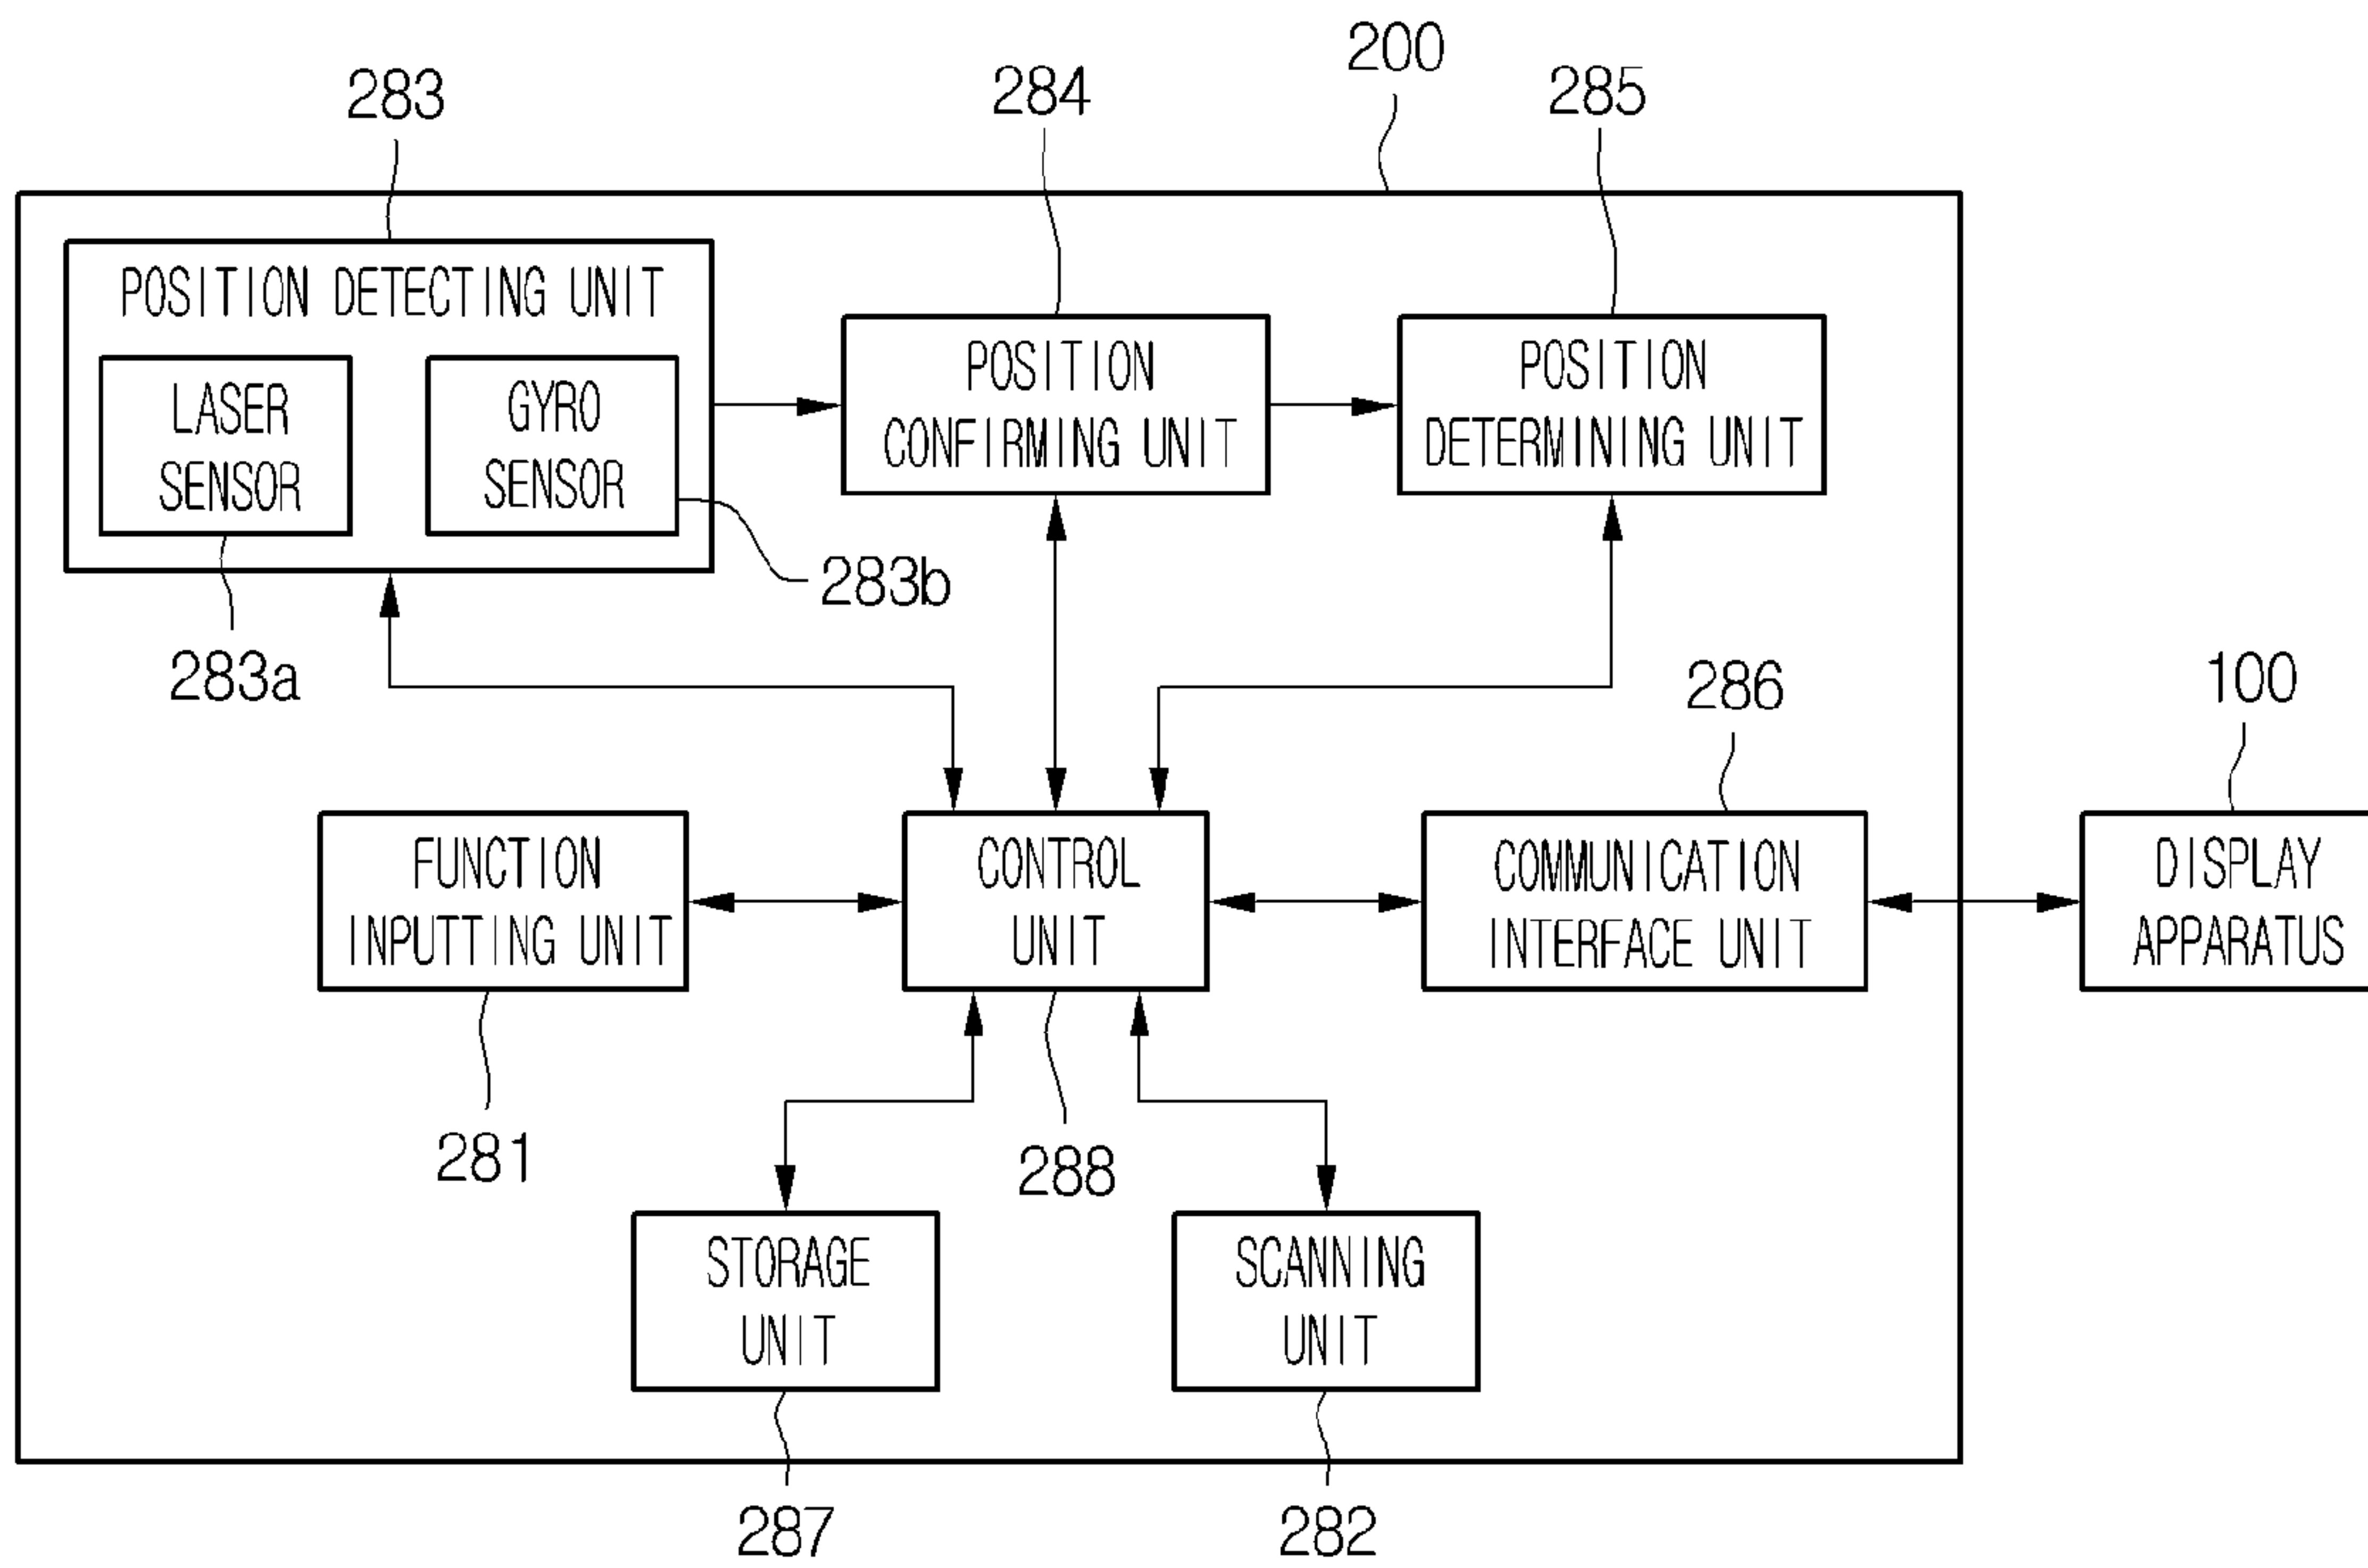 200
283
284
285
POSITION DETECTING UNIT
LASER
SENSOR
GYRO
SENSOR
POSITION
CONFIRMING UNIT
POSITION
DETERMINING UNIT
283b
283a
286
100
FUNCTION
INPUTTING UNIT
CONTROL
UNIT
COMMUNICATION
INTERFACE UNIT
DISPLAY
APPARATUS
281
288
STORAGE
UNIT
SCANNING
UNIT
287
282